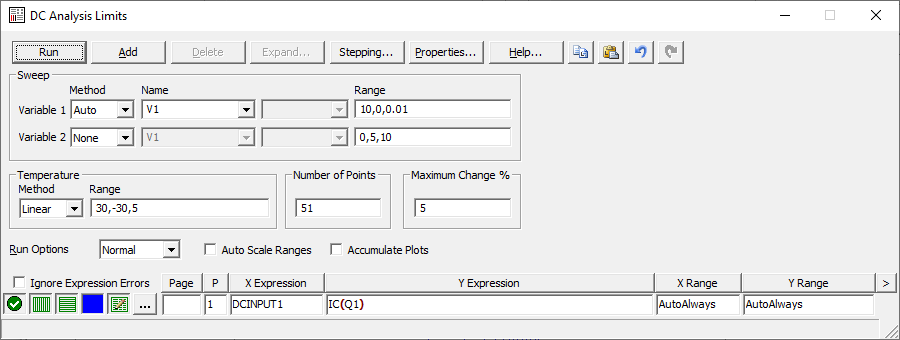 DC Analysis Limits
Run Add Delete Expand... Stepping... Properties... Help...
Sweep
Method Name Range
Variable 1 Auto V1 10,0,0.01
Variable 2 None V1 0,5,10
Temperature Number of Points Maximum Change %
Method Range
Linear 30,-30,5 51 5
Run Options Normal Auto Scale Ranges Accumulate Plots
Ignore Expression Errors Page P X Expression Y Expression X Range Y Range >
... 1 DCINPUT1 IC(Q1) AutoAlways AutoAlways